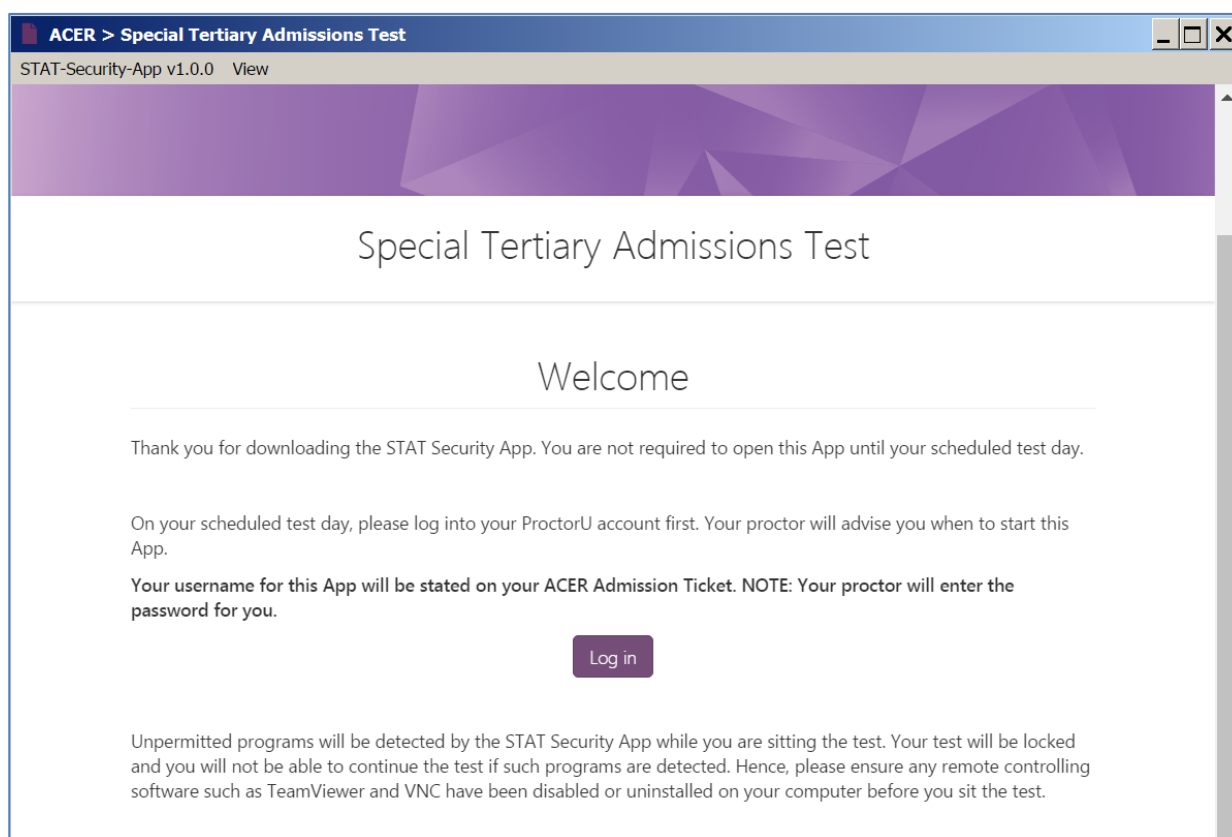 ACER > Special Tertiary Admissions Test
STAT-Security-App v1.0.0 View
Special Tertiary Admissions Test
Welcome
Thank you for downloading the STAT Security App. You are not required to open this App until your scheduled test day.
On your scheduled test day, please log into your ProctorU account first. Your proctor will advise you when to start this
App.
Your username for this App will be stated on your ACER Admission Ticket. NOTE: Your proctor will enter the
password for you.
Log in
Unpermitted programs will be detected by the STAT Security App while you are sitting the test. Your test will be locked
and you will not be able to continue the test if such programs are detected. Hence, please ensure any remote controlling
software such as TeamViewer and VNC have been disabled or uninstalled on your computer before you sit the test.